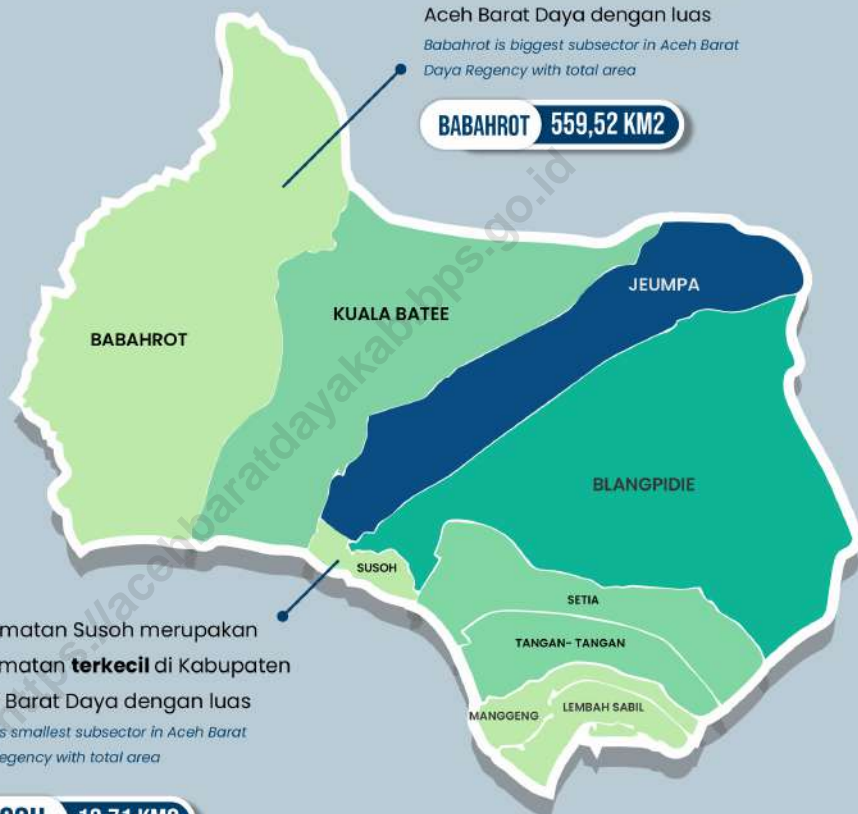 Aceh Barat Daya dengan luas
Babahrot is biggest subsector in Aceh Barat
Daya Regency with total area
BABAHROT 559,52 KM2
JEUMPA
KUALA BATEE
BABAHROT
BLANGPIDIE
SUSOH
SETIA
TANGAN- TANGAN
MANGGENG
LEMBAH SABIL
matan Susoh merupakan
matan terkecil di Kabupaten
Barat Daya dengan luas
s smallest subsector in Aceh Barat
egency with total area
https://acehbaratdayakab.bps.go.id